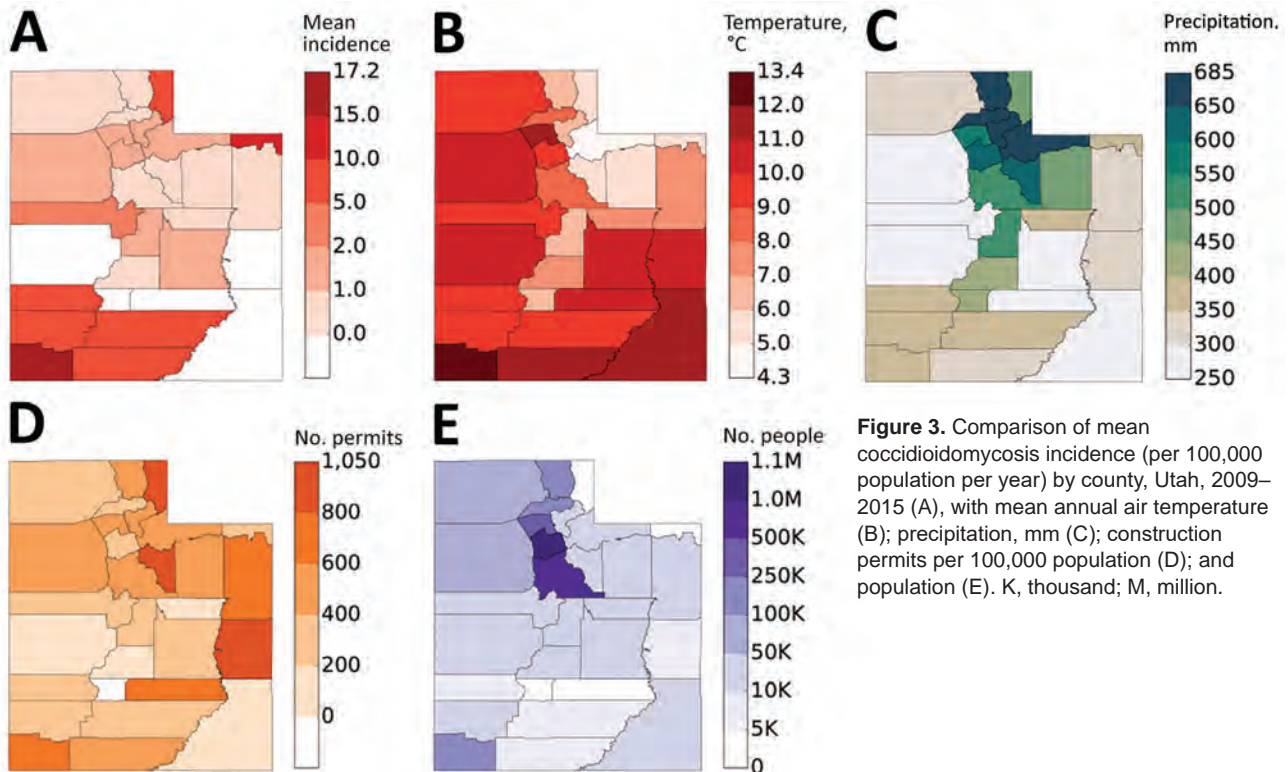 A
Mean
incidence
17.2
15.0
10.0
5.0
2.0
1.0
0.0
B
Temperature,
°C
13.4
12.0
11.0
10.0
9.0
8.0
7.0
6.0
5.0
4.3
C
Precipitation.
mm
685
650
600
550
500
450
400
350
300
250
D
No. permits
1,050
800
600
400
200
0
E
No. people
1.1M
1.0M
500K
250K
100K
50K
10K
5K
0
Figure 3. Comparison of mean
coccidioidomycosis incidence (per 100,000
population per year) by county, Utah, 2009–
2015 (A), with mean annual air temperature
(B); precipitation, mm (C); construction
permits per 100,000 population (D); and
population (E). K, thousand; M, million.